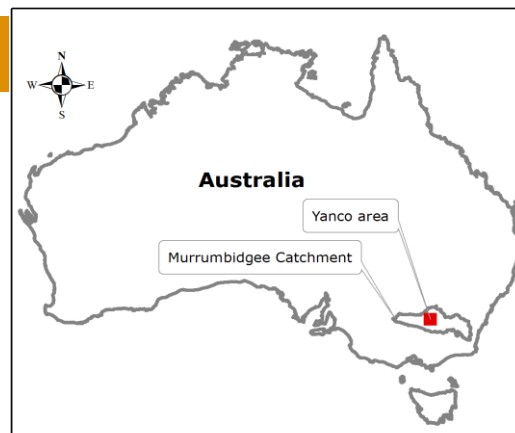 N
W E
S
Australia
Yanco area
Murrumbidgee Catchment